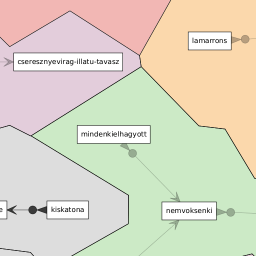 lamarrons
cseresznyevirag-illatu-tavasz
mindenkielhagyott
kiskatona
nemvoksenki